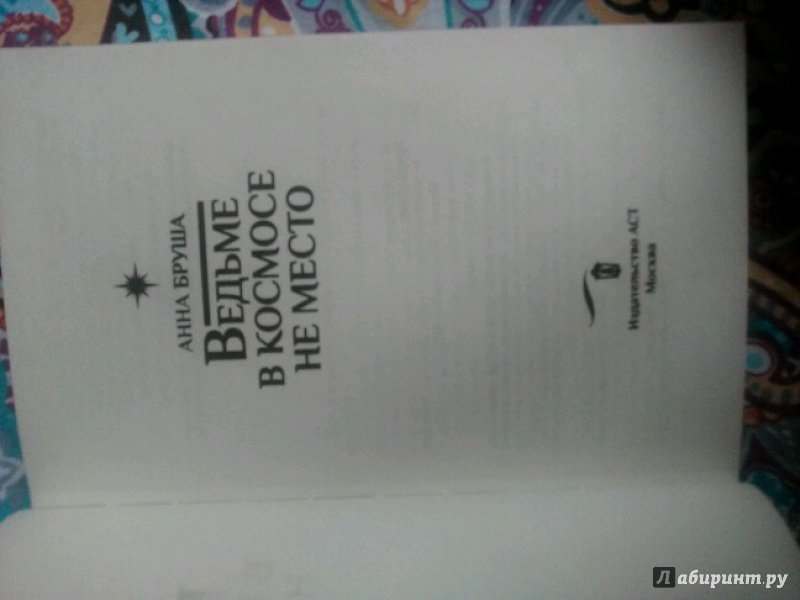 АННА БРУША
ВЕДЬМЕ
В КОСМОСЕ
НЕ МЕСТО
Издательство АСТ
Москва
Лабиринт.ру